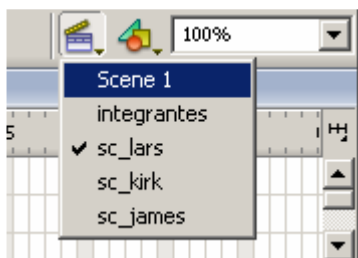 100%
Scene 1
integrantes
5
sc_lars
sc_kirk
sc_james